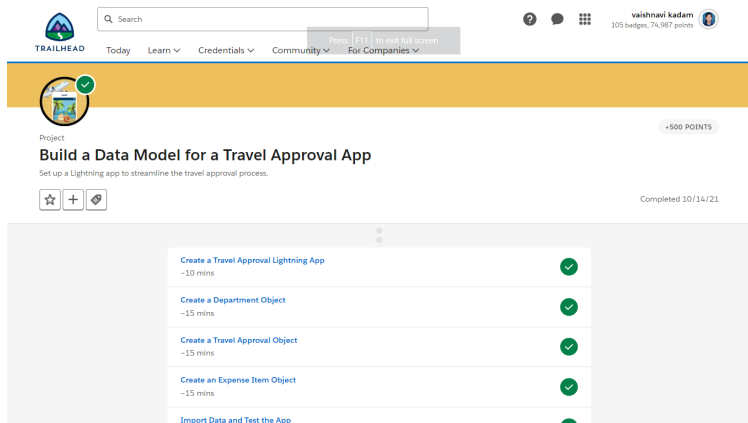 Search
vaishnavi kadam
105 badges, 74,987 points
TRAILHEAD
Today Learn Credentials Community For Companies
Press F11 to exit full screen
+500 POINTS
Project
Build a Data Model for a Travel Approval App
Set up a Lightning app to streamline the travel approval process.
Completed 10/14/21
Create a Travel Approval Lightning App
~10 mins
Create a Department Object
~15 mins
Create a Travel Approval Object
~15 mins
Create an Expense Item Object
~15 mins
Import Data and Test the App